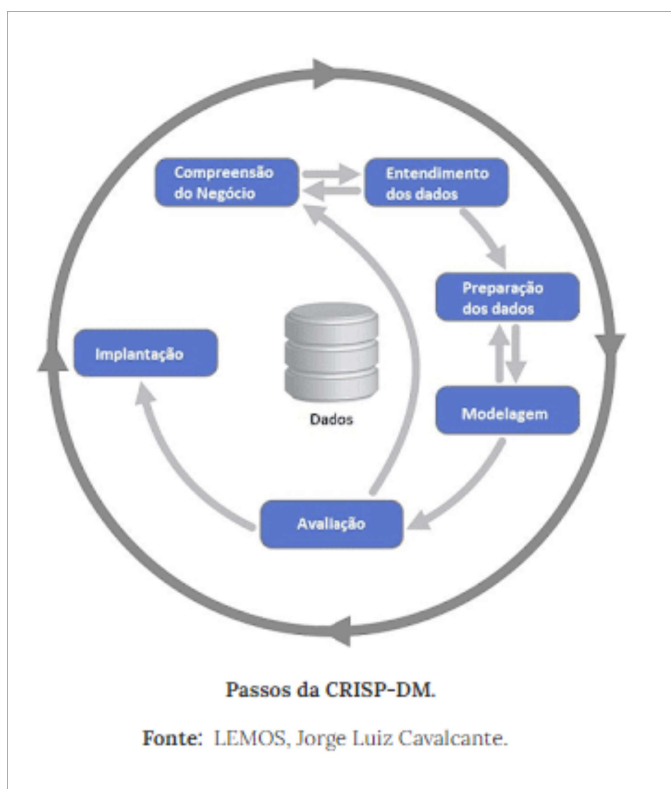 Compreensão
do Negócio
Entendimento
dos dados
Preparação
dos dados
Implantação
Modelagem
Dados
Avaliação
Passos da CRISP-DM.
Fonte: LEMOS, Jorge Luiz Cavalcante.